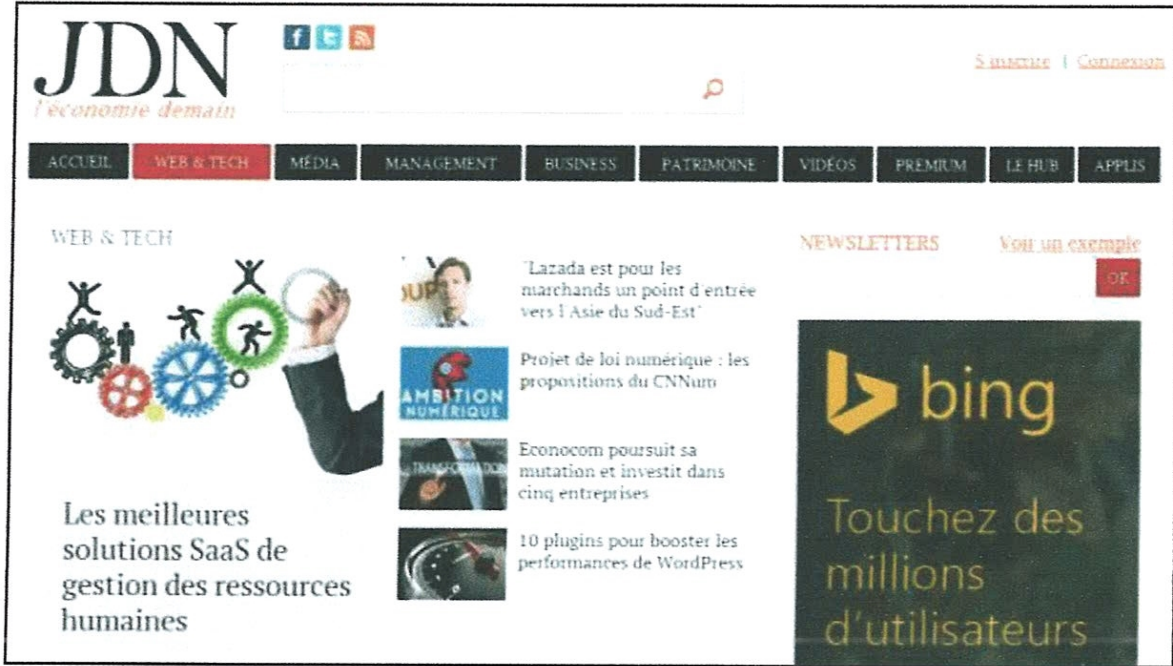 JDN
l'économie demain
S'inscrire | Connexion
ACCUEIL WEB & TECH MÉDIA MANAGEMENT BUSINESS PATRIMOINE VIDÉOS PREMIUM LE HUB APPLIS
WEB & TECH
Les meilleures
solutions SaaS de
gestion des ressources
humaines
OUP
"Lazada est pour les
marchands un point d'entrée
vers l'Asie du Sud-Est"
AMBITION
NUMÉRIQUE
Projet de loi numérique : les
propositions du CNNum
TRANSFORMATION
Econocom poursuit sa
mutation et investit dans
cinq entreprises
10 plugins pour booster les
performances de WordPress
NEWSLETTERS Voir un exemple
OK
bing
Touchez des
millions
d'utilisateurs